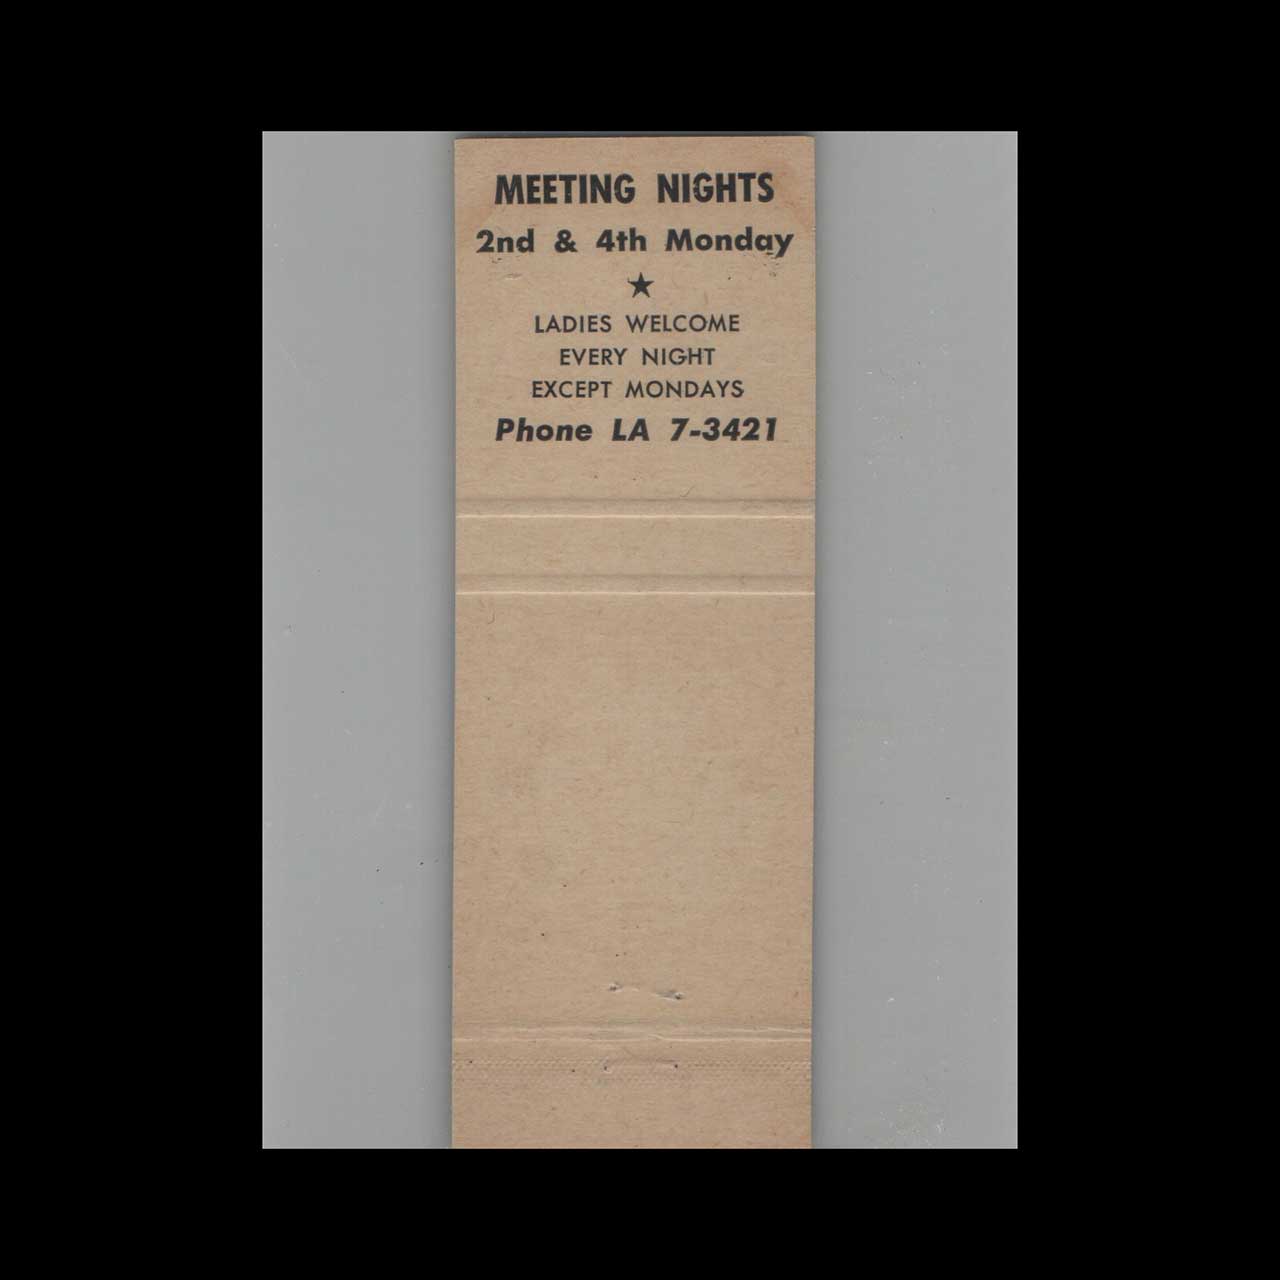 MEETING NIGHTS
2nd & 4th Monday
LADIES WELCOME
EVERY NIGHT
EXCEPT MONDAYS
Phone LA 7-3421